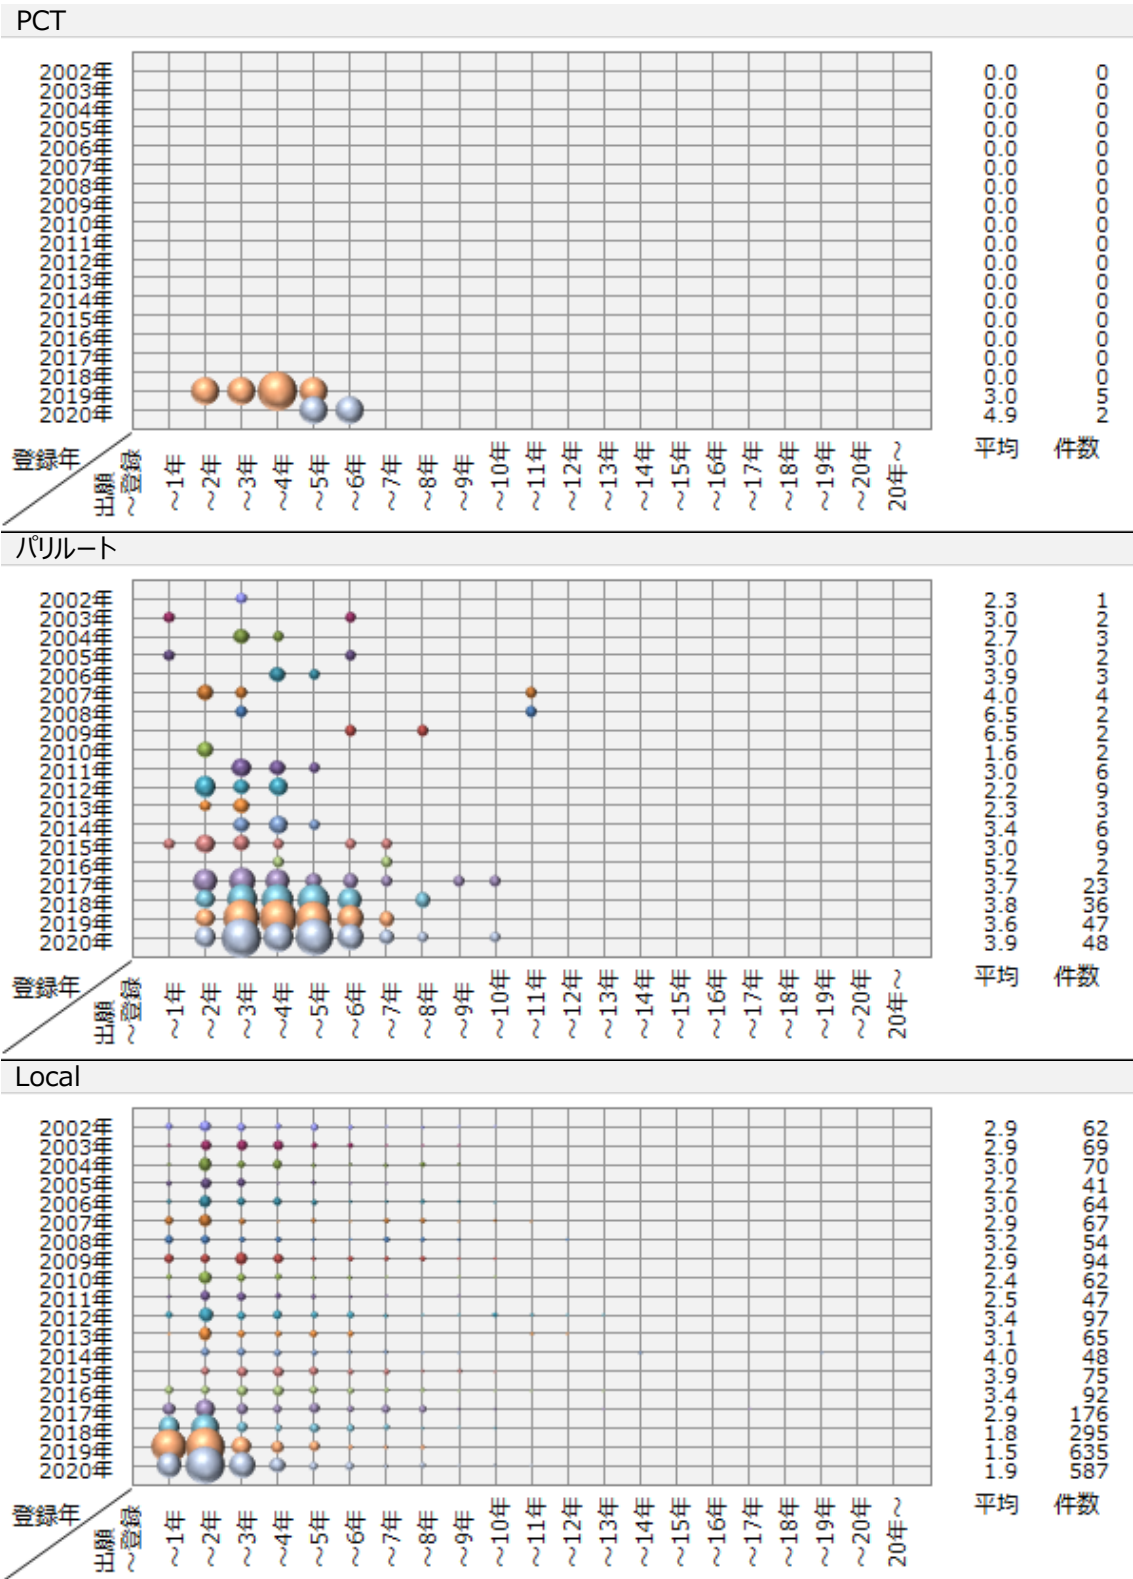 PCT
2002年 0.0 0
2003年 0.0 0
2004年 0.0 0
2005年 0.0 0
2006年 0.0 0
2007年 0.0 0
2008年 0.0 0
2009年 0.0 0
2010年 0.0 0
2011年 0.0 0
2012年 0.0 0
2013年 0.0 0
2014年 0.0 0
2015年 0.0 0
2016年 0.0 0
2017年 0.0 0
2018年 0.0 0
2019年 3.0 5
2020年 4.9 2
登録年 出願～登録 ～1年 ～2年 ～3年 ～4年 ～5年 ～6年 ～7年 ～8年 ～9年 ～10年 ～11年 ～12年 ～13年 ～14年 ～15年 ～16年 ～17年 ～18年 ～19年 ～20年 20年～ 平均 件数
パリルート
2002年 2.3 1
2003年 3.0 2
2004年 2.7 3
2005年 3.0 2
2006年 3.9 3
2007年 4.0 4
2008年 6.5 2
2009年 6.5 2
2010年 1.6 2
2011年 3.0 6
2012年 2.2 9
2013年 2.3 3
2014年 3.4 6
2015年 3.0 9
2016年 5.2 2
2017年 3.7 23
2018年 3.8 36
2019年 3.6 47
2020年 3.9 48
登録年 出願～登録 ～1年 ～2年 ～3年 ～4年 ～5年 ～6年 ～7年 ～8年 ～9年 ～10年 ～11年 ～12年 ～13年 ～14年 ～15年 ～16年 ～17年 ～18年 ～19年 ～20年 20年～ 平均 件数
Local
2002年 2.9 62
2003年 2.9 69
2004年 3.0 70
2005年 2.2 41
2006年 3.0 64
2007年 2.9 67
2008年 3.2 54
2009年 2.9 94
2010年 2.4 62
2011年 2.5 47
2012年 3.4 97
2013年 3.1 65
2014年 4.0 48
2015年 3.9 75
2016年 3.4 92
2017年 2.9 176
2018年 1.8 295
2019年 1.5 635
2020年 1.9 587
登録年 出願～登録 ～1年 ～2年 ～3年 ～4年 ～5年 ～6年 ～7年 ～8年 ～9年 ～10年 ～11年 ～12年 ～13年 ～14年 ～15年 ～16年 ～17年 ～18年 ～19年 ～20年 20年～ 平均 件数